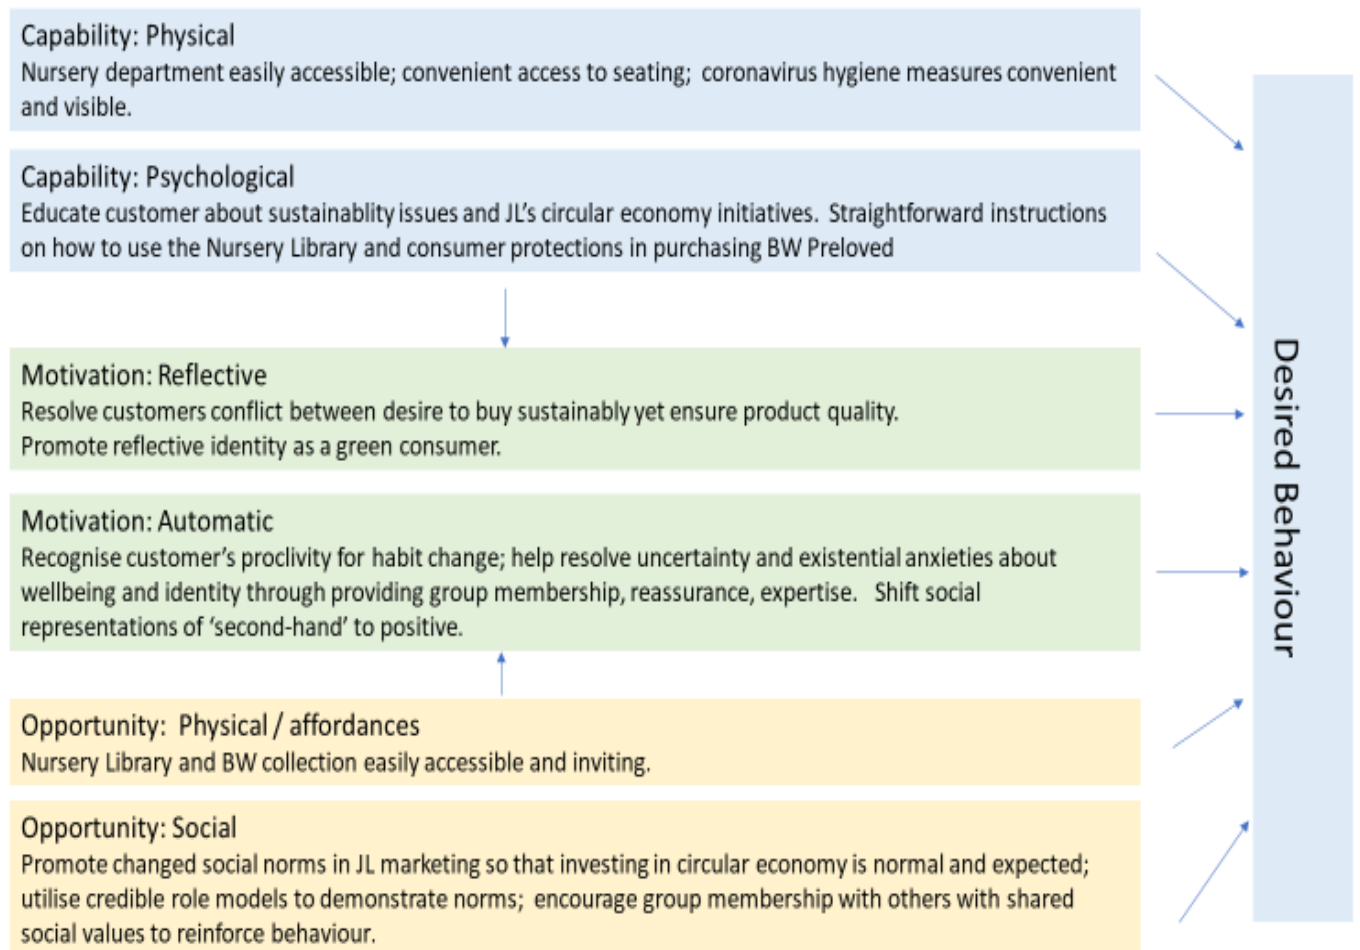 Capability: Physical
Nursery department easily accessible; convenient access to seating;  coronavirus hygiene measures convenient
and visible.
Capability: Psychological
Educate customer about sustainablity issues and JL's circular economy initiatives.  Straightforward instructions
on how to use the Nursery Library and consumer protections in purchasing BW Preloved
Motivation: Reflective
Resolve customers conflict between desire to buy sustainably yet ensure product quality.
Promote reflective identity as a green consumer.
Motivation: Automatic
Recognise customer's proclivity for habit change; help resolve uncertainty and existential anxieties about
wellbeing and identity through providing group membership, reassurance, expertise.   Shift social
representations of 'second-hand' to positive.
Opportunity:  Physical / affordances
Nursery Library and BW collection easily accessible and inviting.
Opportunity: Social
Promote changed social norms in JL marketing so that investing in circular economy is normal and expected;
utilise credible role models to demonstrate norms;  encourage group membership with others with shared
social values to reinforce behaviour.
Desired Behaviour